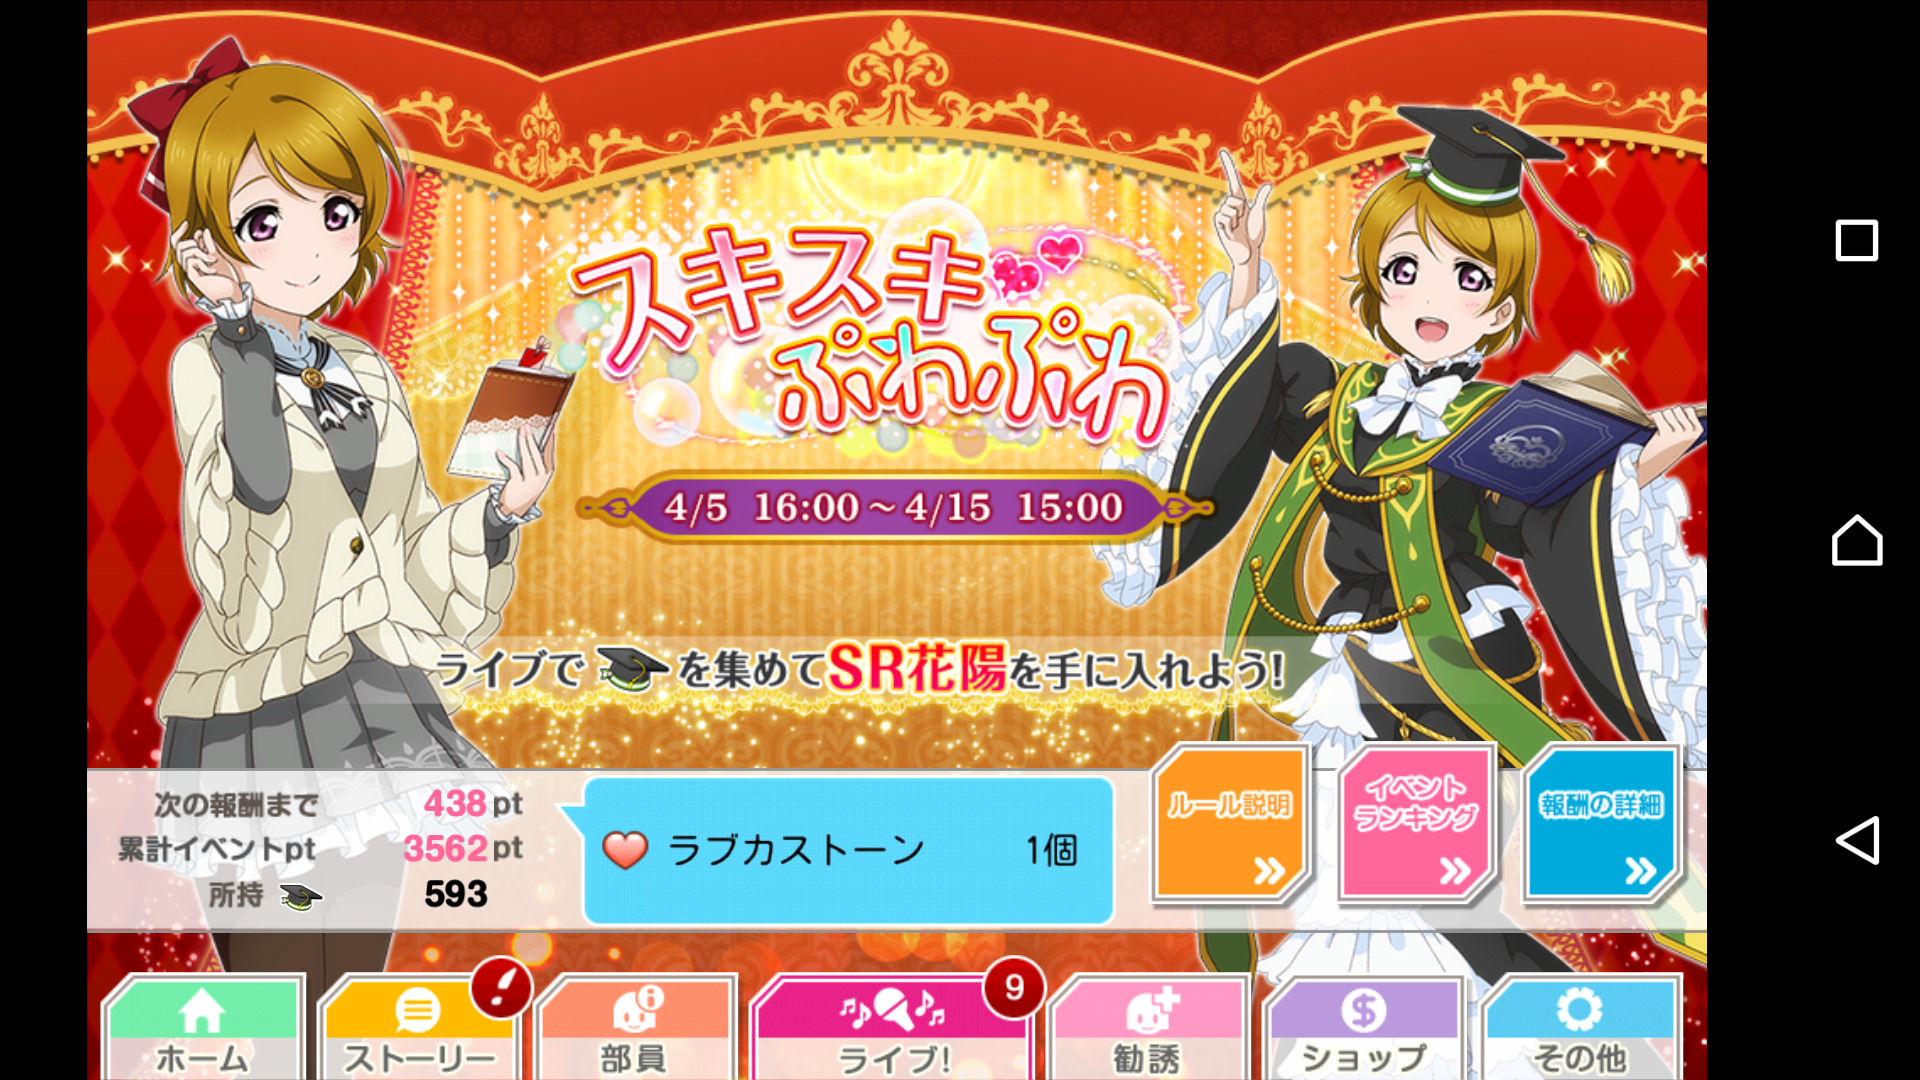 スキスキ
ぷわぷわ
4/5 16:00～4/15 15:00
ライブで を集めてSR花陽を手に入れよう!
次の報酬まで 438pt
累計イベントpt 3562pt
所持 593
ラブカストーン 1個
ルール説明
イベント
ランキング
報酬の詳細
ホーム
!
ストーリー
部員
9
ライブ!
勧誘
ショップ
その他